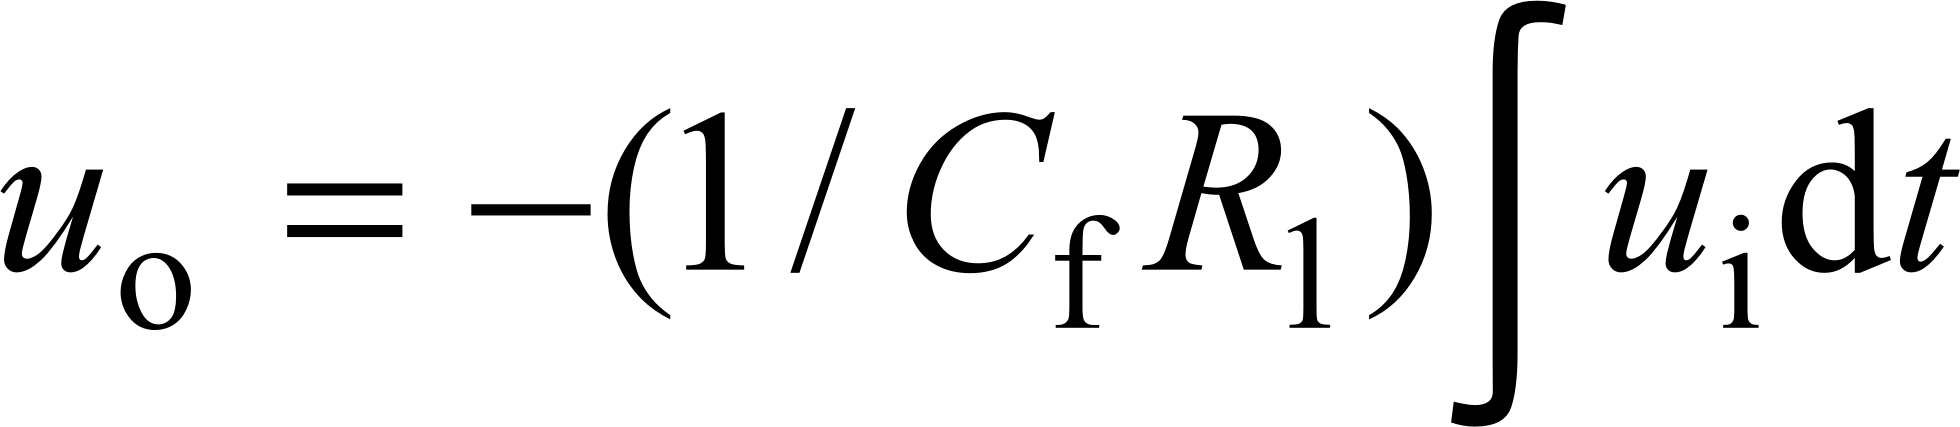 u_o = −(1/C_f R_1)∫u_i dt